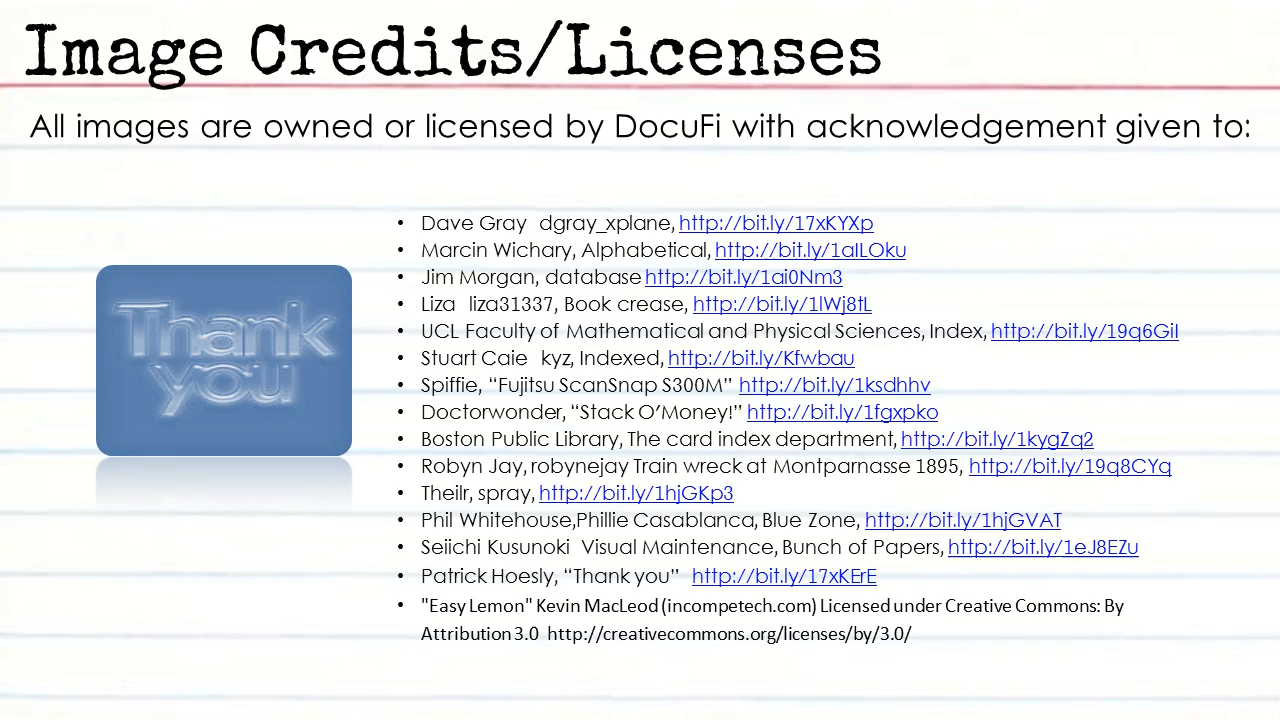 Image Credits/Licenses
All images are owned or licensed by DocuFi with acknowledgement given to:
Thank
you
• Dave Gray dgray_xplane, http://bit.ly/17xKYXp
• Marcin Wichary, Alphabetical, http://bit.ly/1aILOku
• Jim Morgan, database http://bit.ly/1ai0Nm3
• Liza liza31337, Book crease, http://bit.ly/1lWj8tL
• UCL Faculty of Mathematical and Physical Sciences, Index, http://bit.ly/19q6GiI
• Stuart Caie kyz, Indexed, http://bit.ly/Kfwbau
• Spiffie, “Fujitsu ScanSnap S300M” http://bit.ly/1ksdhhv
• Doctorwonder, “Stack O’Money!” http://bit.ly/1fgxpko
• Boston Public Library, The card index department, http://bit.ly/1kygZq2
• Robyn Jay, robynejay Train wreck at Montparnasse 1895, http://bit.ly/19q8CYq
• Theilr, spray, http://bit.ly/1hjGKp3
• Phil Whitehouse,Phillie Casablanca, Blue Zone, http://bit.ly/1hjGVAT
• Seiichi Kusunoki Visual Maintenance, Bunch of Papers, http://bit.ly/1eJ8EZu
• Patrick Hoesly, “Thank you” http://bit.ly/17xKErE
• "Easy Lemon" Kevin MacLeod (incompetech.com) Licensed under Creative Commons: By
Attribution 3.0 http://creativecommons.org/licenses/by/3.0/